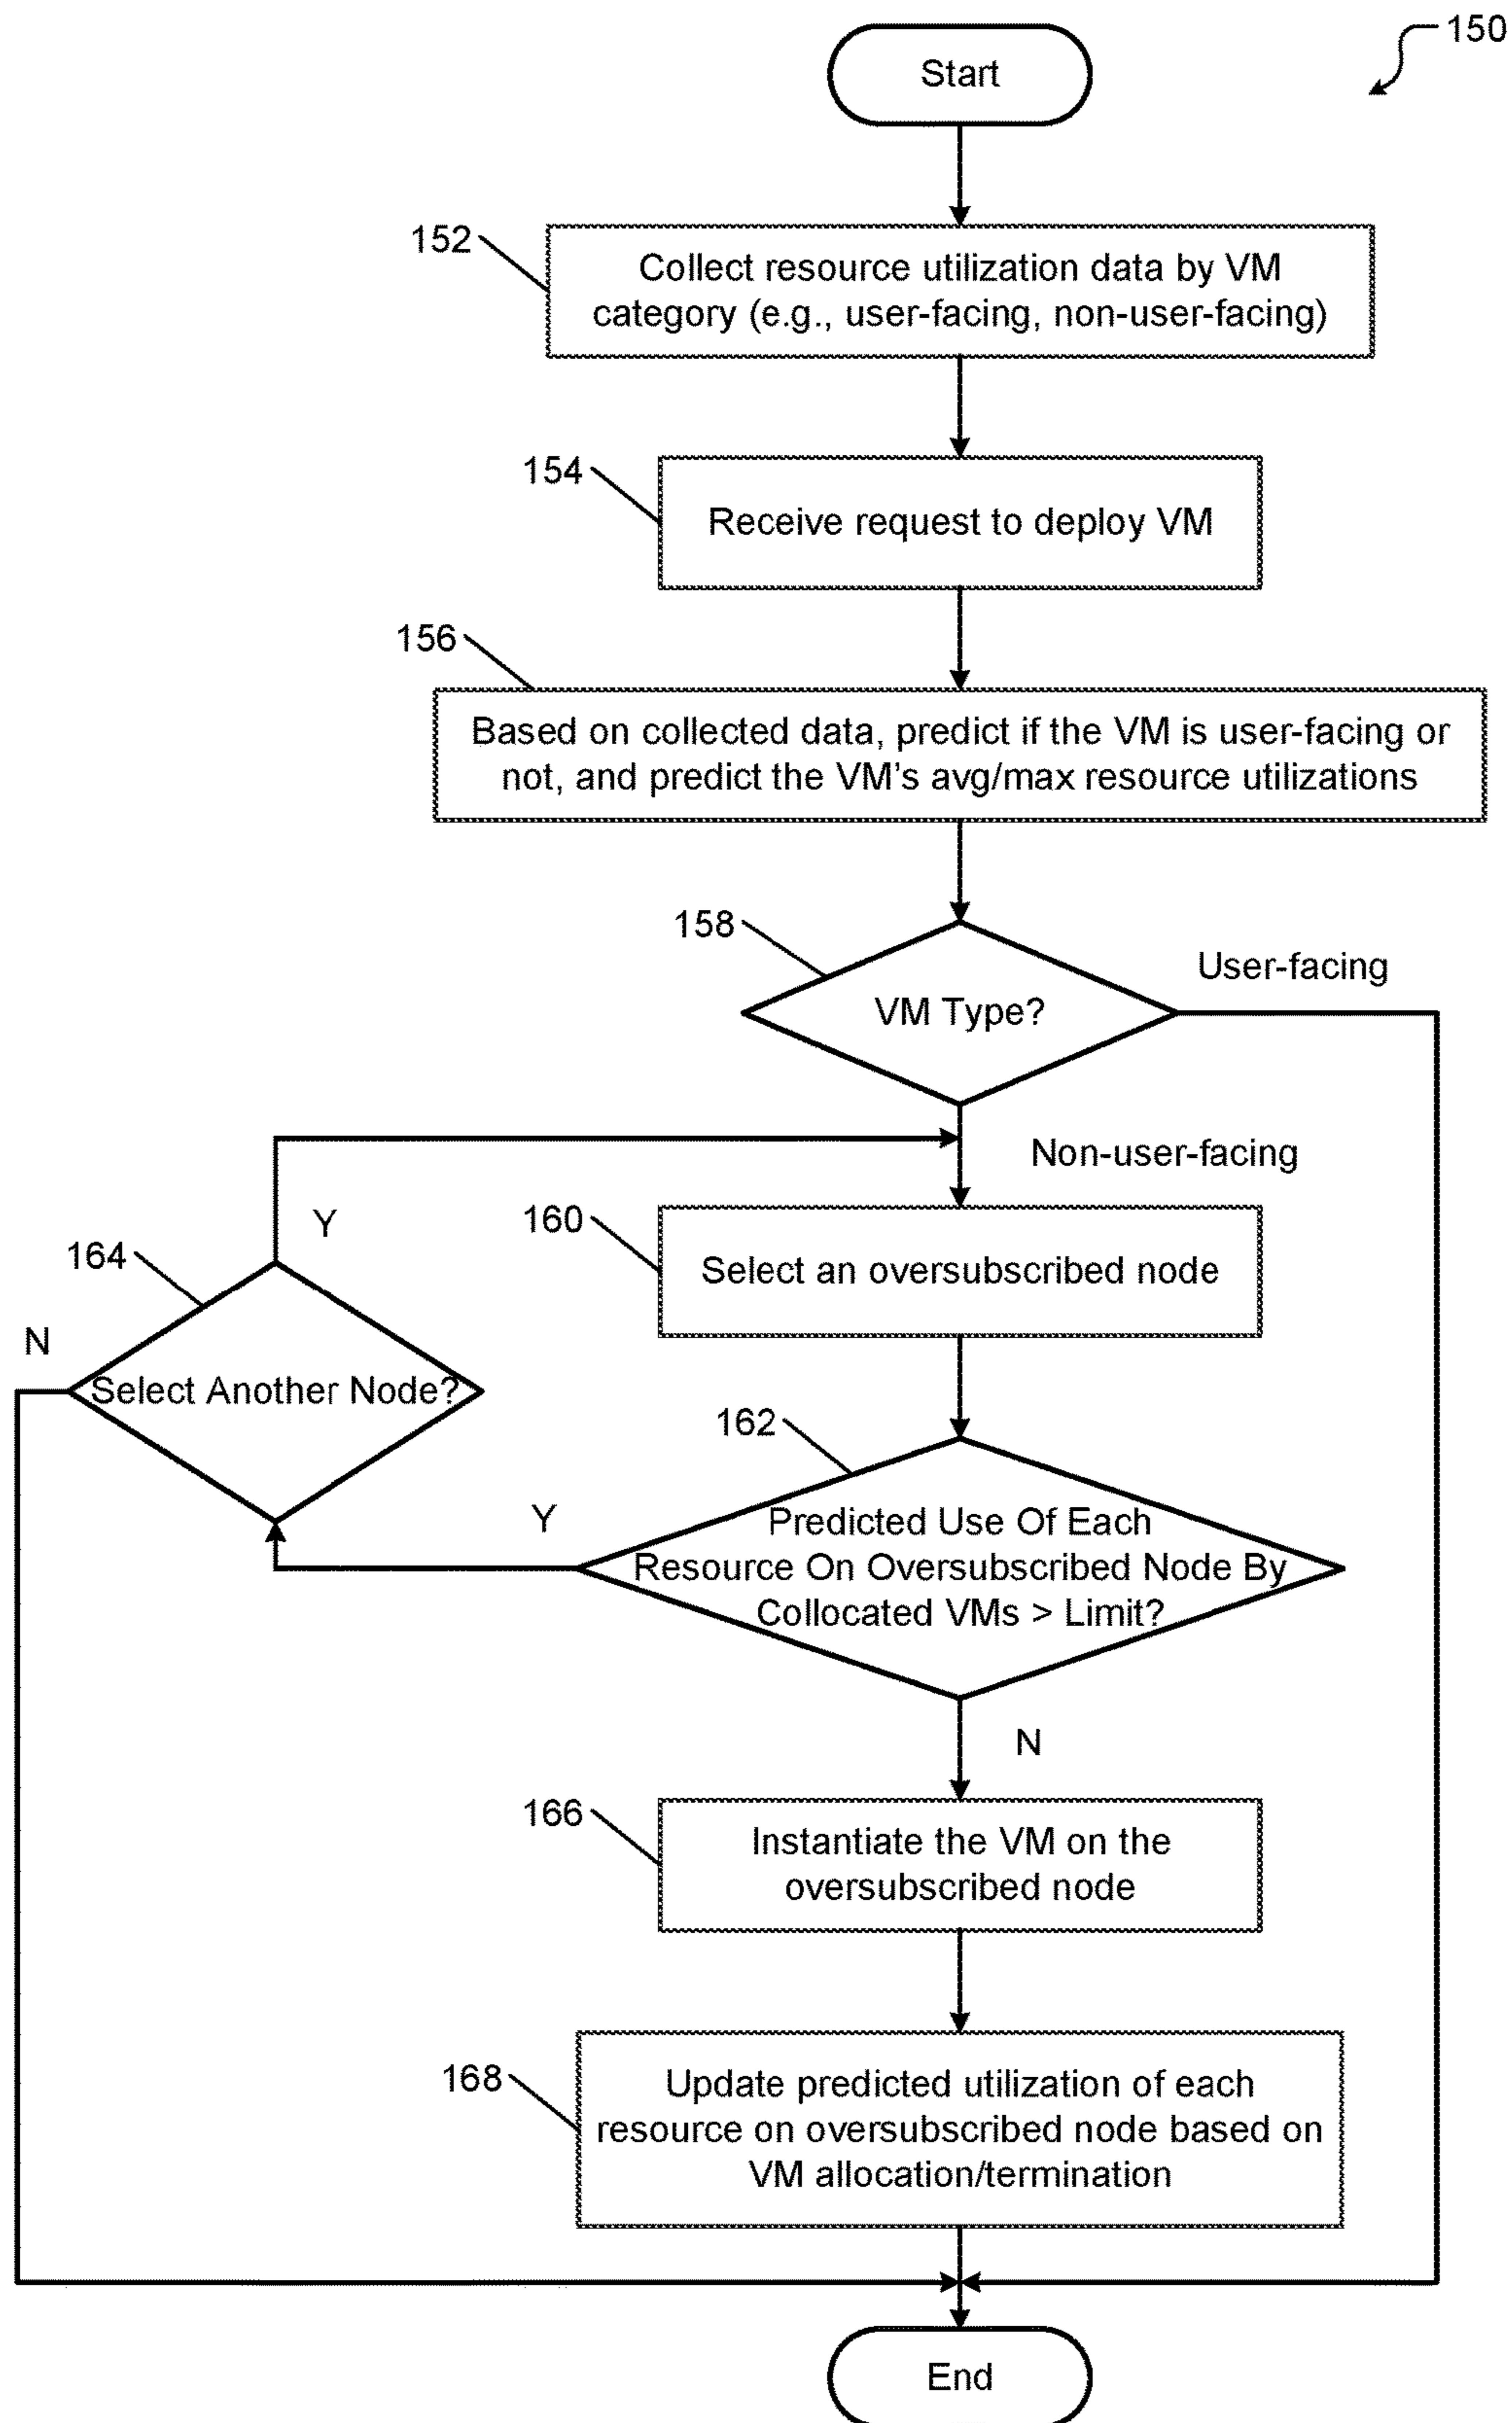 150
Start
152
Collect resource utilization data by VM
category (e.g., user-facing, non-user-facing)
154
Receive request to deploy VM
156
Based on collected data, predict if the VM is user-facing or
not, and predict the VM's avg/max resource utilizations
158
User-facing
VM Type?
Non-user-facing
Y
160
164
Select an oversubscribed node
N
Select Another Node?
162
Y
Predicted Use Of Each
Resource On Oversubscribed Node By
Collocated VMs > Limit?
N
166
Instantiate the VM on the
oversubscribed node
168
Update predicted utilization of each
resource on oversubscribed node based on
VM allocation/termination
End